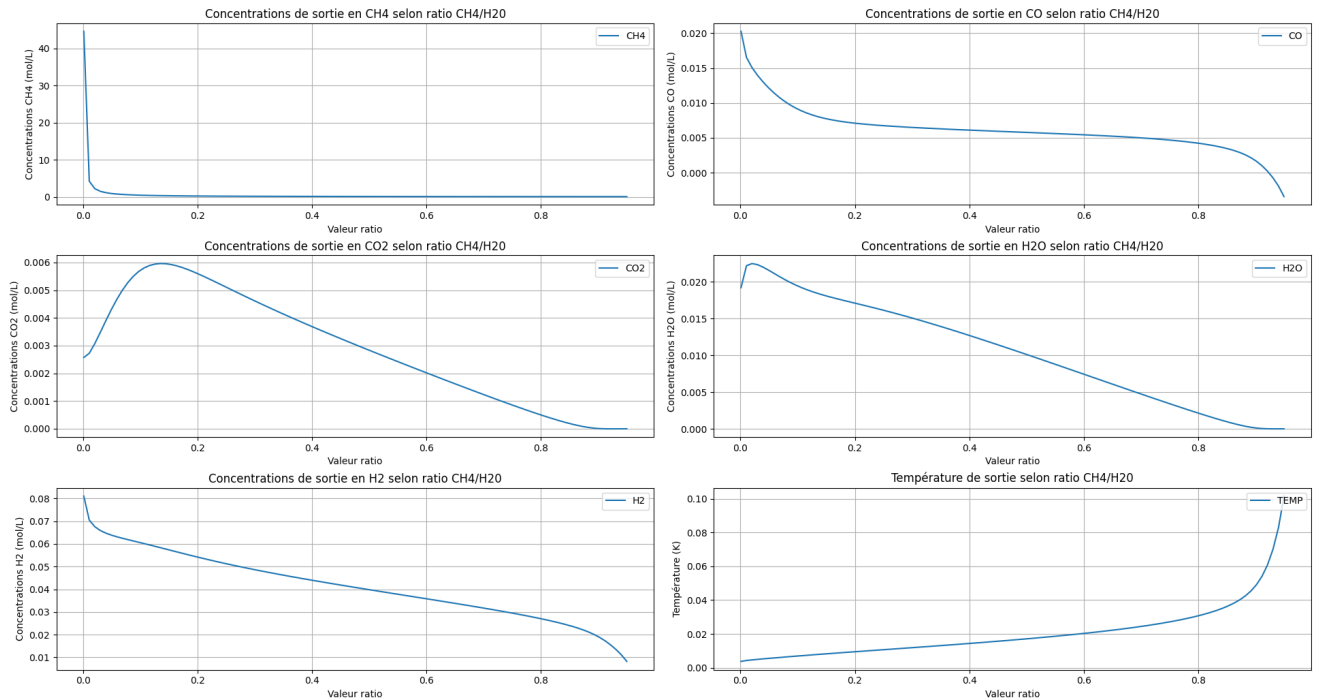 Concentrations de sortie en CH4 selon ratio CH4/H20
Concentrations CH4 (mol/L)
40
30
20
10
0
CH4
0.0 0.2 0.4 0.6 0.8
Valeur ratio
Concentrations de sortie en CO selon ratio CH4/H20
Concentrations CO (mol/L)
0.020
0.015
0.010
0.005
0.000
CO
0.0 0.2 0.4 0.6 0.8
Valeur ratio
Concentrations de sortie en CO2 selon ratio CH4/H20
Concentrations CO2 (mol/L)
0.006
0.005
0.004
0.003
0.002
0.001
0.000
CO2
0.0 0.2 0.4 0.6 0.8
Valeur ratio
Concentrations de sortie en H2O selon ratio CH4/H20
Concentrations H2O (mol/L)
0.020
0.015
0.010
0.005
0.000
H2O
0.0 0.2 0.4 0.6 0.8
Valeur ratio
Concentrations de sortie en H2 selon ratio CH4/H20
Concentrations H2 (mol/L)
0.08
0.07
0.06
0.05
0.04
0.03
0.02
0.01
H2
0.0 0.2 0.4 0.6 0.8
Valeur ratio
Température de sortie selon ratio CH4/H20
Température (K)
0.10
0.08
0.06
0.04
0.02
0.00
TEMP
0.0 0.2 0.4 0.6 0.8
Valeur ratio